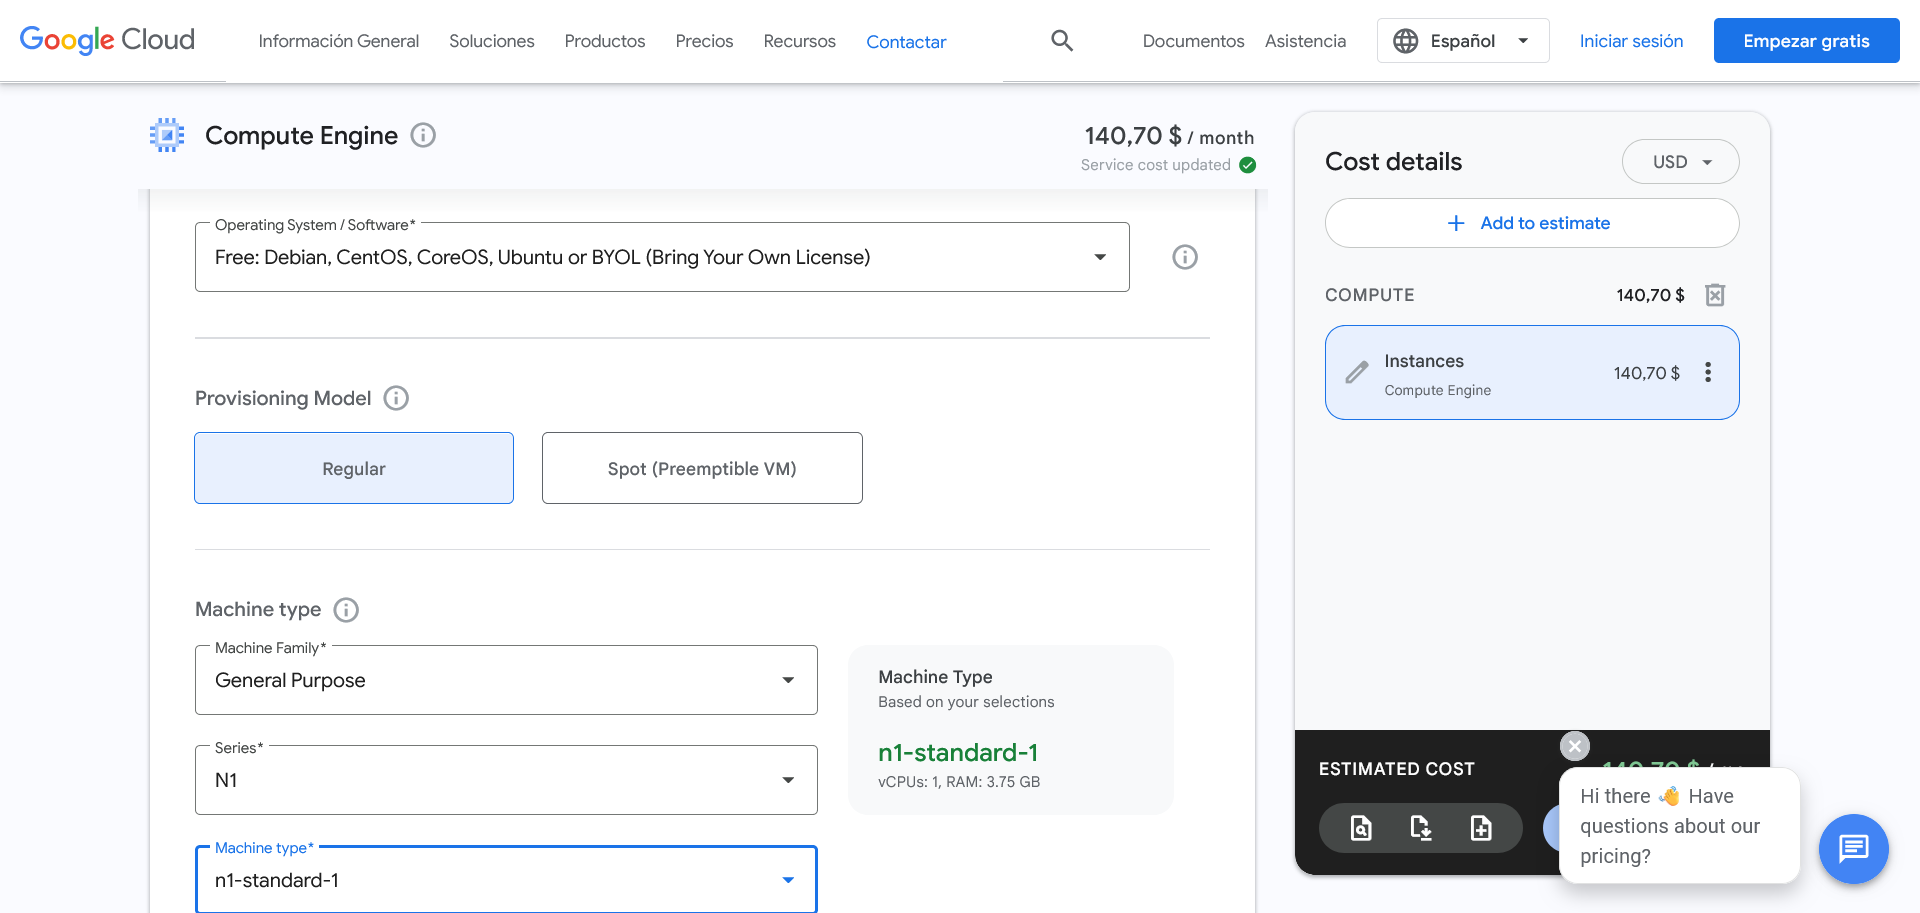 Google Cloud
Información General
Soluciones
Productos
Precios
Recursos
Contactar
Documentos
Asistencia
Español
Iniciar sesión
Empezar gratis
Compute Engine
140,70 $ / month
Service cost updated
Operating System / Software*
Free: Debian, CentOS, CoreOS, Ubuntu or BYOL (Bring Your Own License)
Provisioning Model
Regular
Spot (Preemptible VM)
Machine type
Machine Family*
General Purpose
Series*
N1
Machine type*
n1-standard-1
Machine Type
Based on your selections
n1-standard-1
vCPUs: 1, RAM: 3.75 GB
Cost details
USD
Add to estimate
COMPUTE
140,70 $
Instances
Compute Engine
140,70 $
ESTIMATED COST
140,70 $
Hi there 👋 Have
questions about our
pricing?